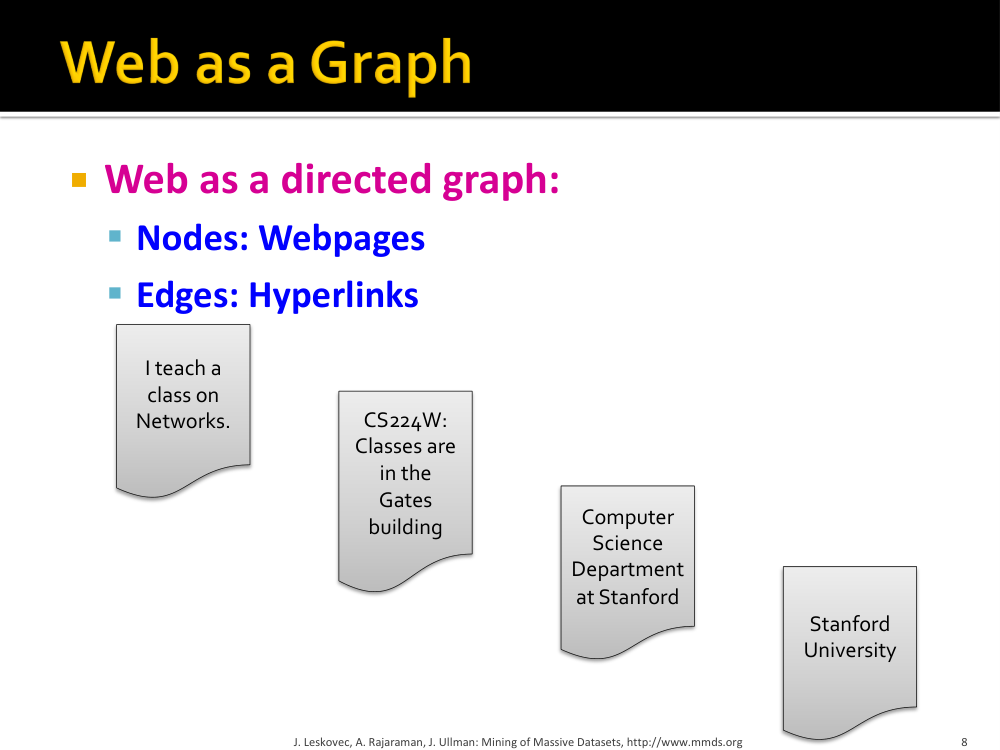 Web as a Graph
Web as a directed graph:
Nodes: Webpages
Edges: Hyperlinks
I teach a
class on
Networks.
CS224W:
Classes are
in the
Gates
building
Computer
Science
Department
at Stanford
Stanford
University
J. Leskovec, A. Rajaraman, J. Ullman: Mining of Massive Datasets, http://www.mmds.org
8